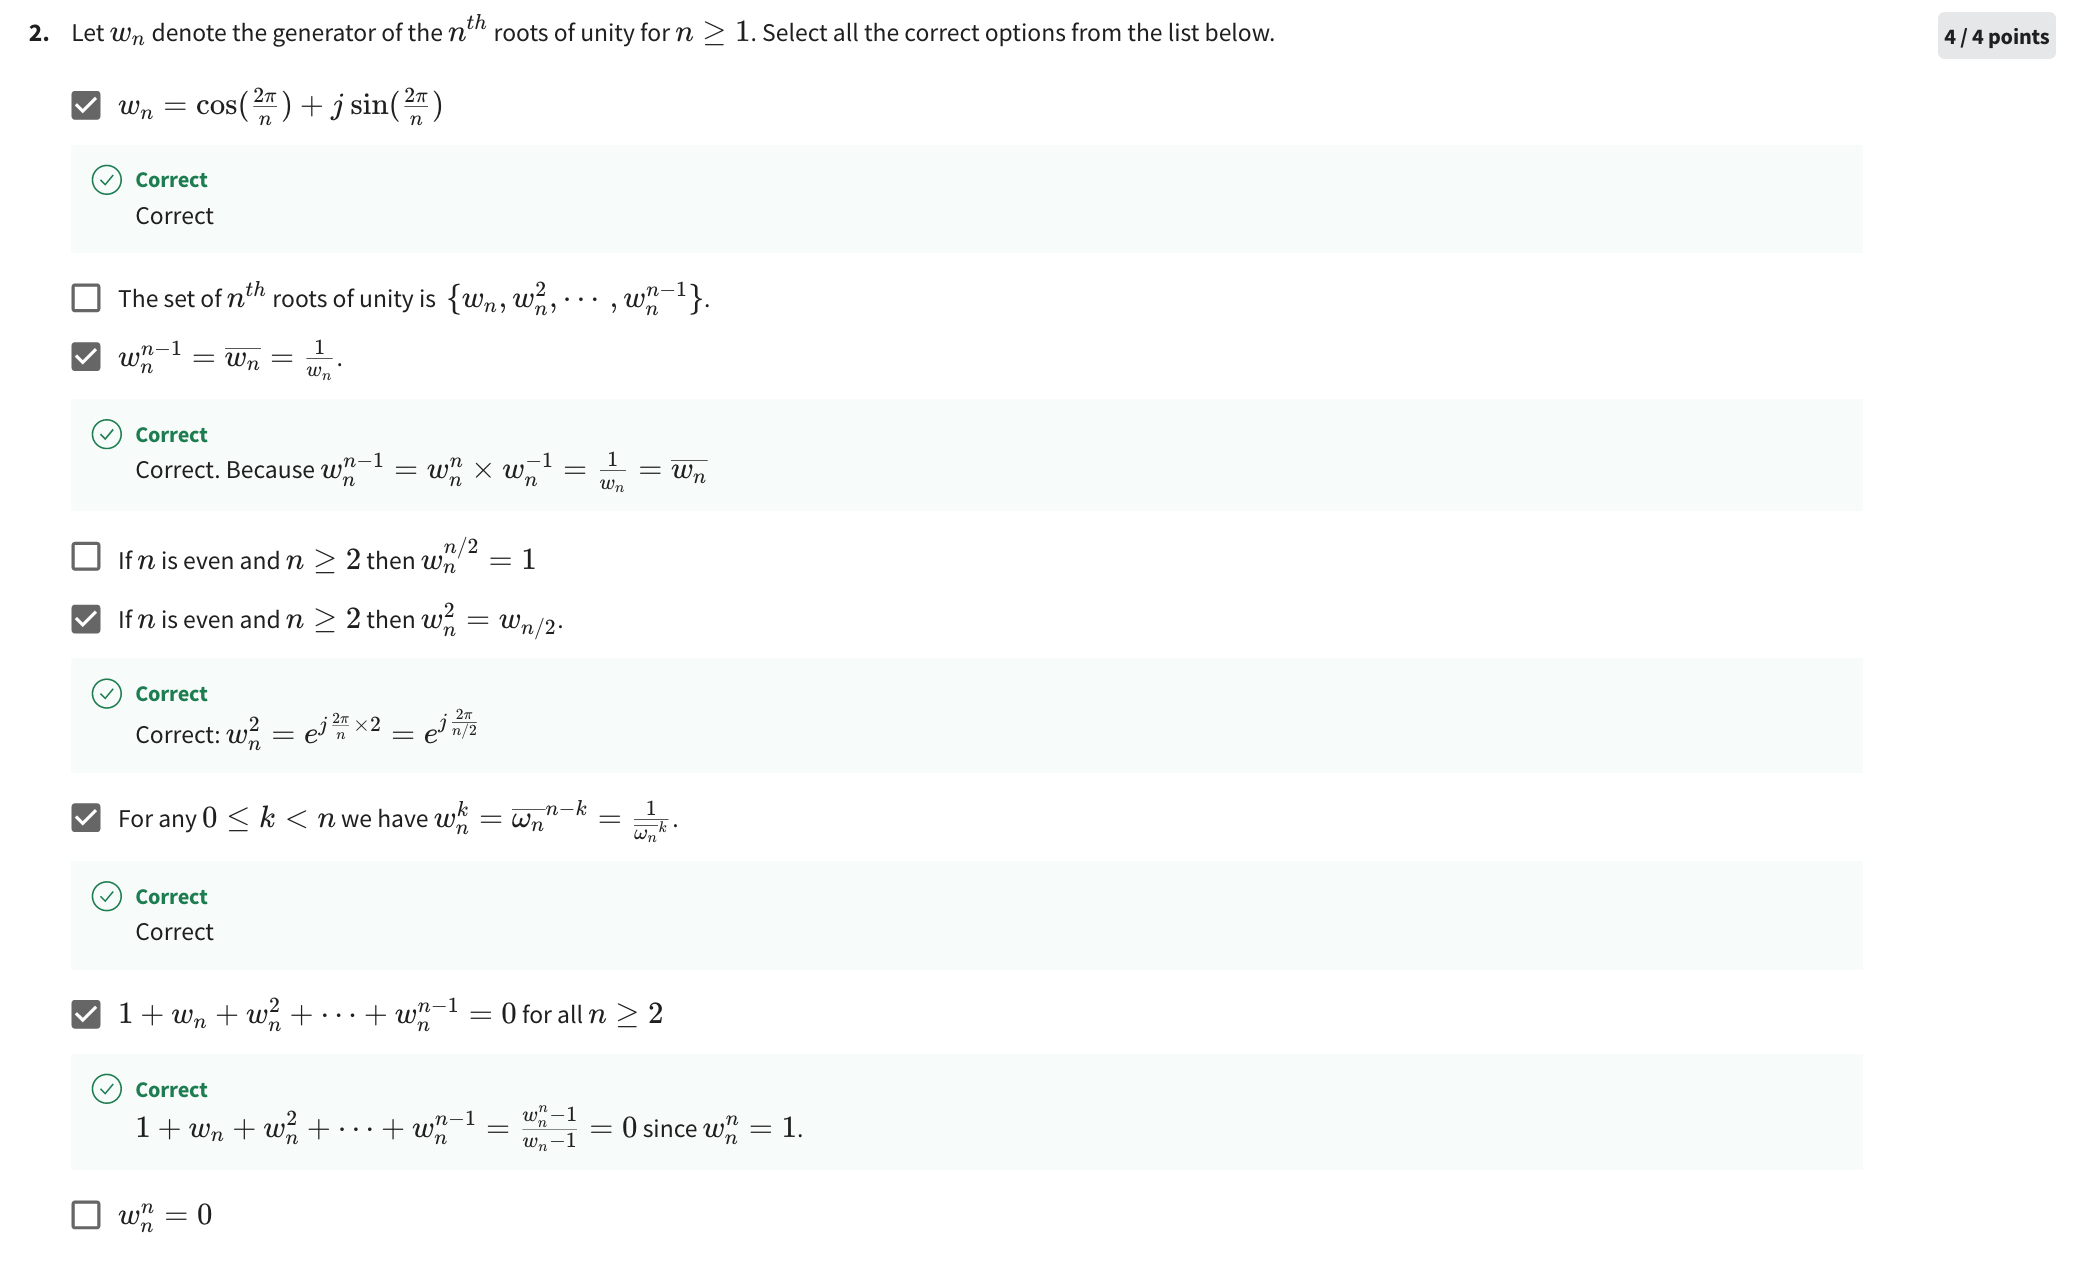 2. Let $w_n$ denote the generator of the $n^{th}$ roots of unity for $n \geq 1$. Select all the correct options from the list below.
4 / 4 points
$w_n = \cos(\frac{2\pi}{n}) + j \sin(\frac{2\pi}{n})$
Correct
Correct
The set of $n^{th}$ roots of unity is $\{w_n, w_n^2, \cdots, w_n^{n-1}\}$.
$w_n^{n-1} = \overline{w_n} = \frac{1}{w_n}$.
Correct
Correct. Because $w_n^{n-1} = w_n^n \times w_n^{-1} = \frac{1}{w_n} = \overline{w_n}$
If $n$ is even and $n \geq 2$ then $w_n^{n/2} = 1$
If $n$ is even and $n \geq 2$ then $w_n^2 = w_{n/2}$.
Correct
Correct: $w_n^2 = e^{j\frac{2\pi}{n} \times 2} = e^{j\frac{2\pi}{n/2}}$
For any $0 \leq k < n$ we have $w_n^k = \overline{\omega_n}^{n-k} = \frac{1}{\overline{\omega_n}^k}$.
Correct
Correct
$1 + w_n + w_n^2 + \cdots + w_n^{n-1} = 0$ for all $n \geq 2$
Correct
$1 + w_n + w_n^2 + \cdots + w_n^{n-1} = \frac{w_n^n - 1}{w_n - 1} = 0$ since $w_n^n = 1$.
$w_n^n = 0$